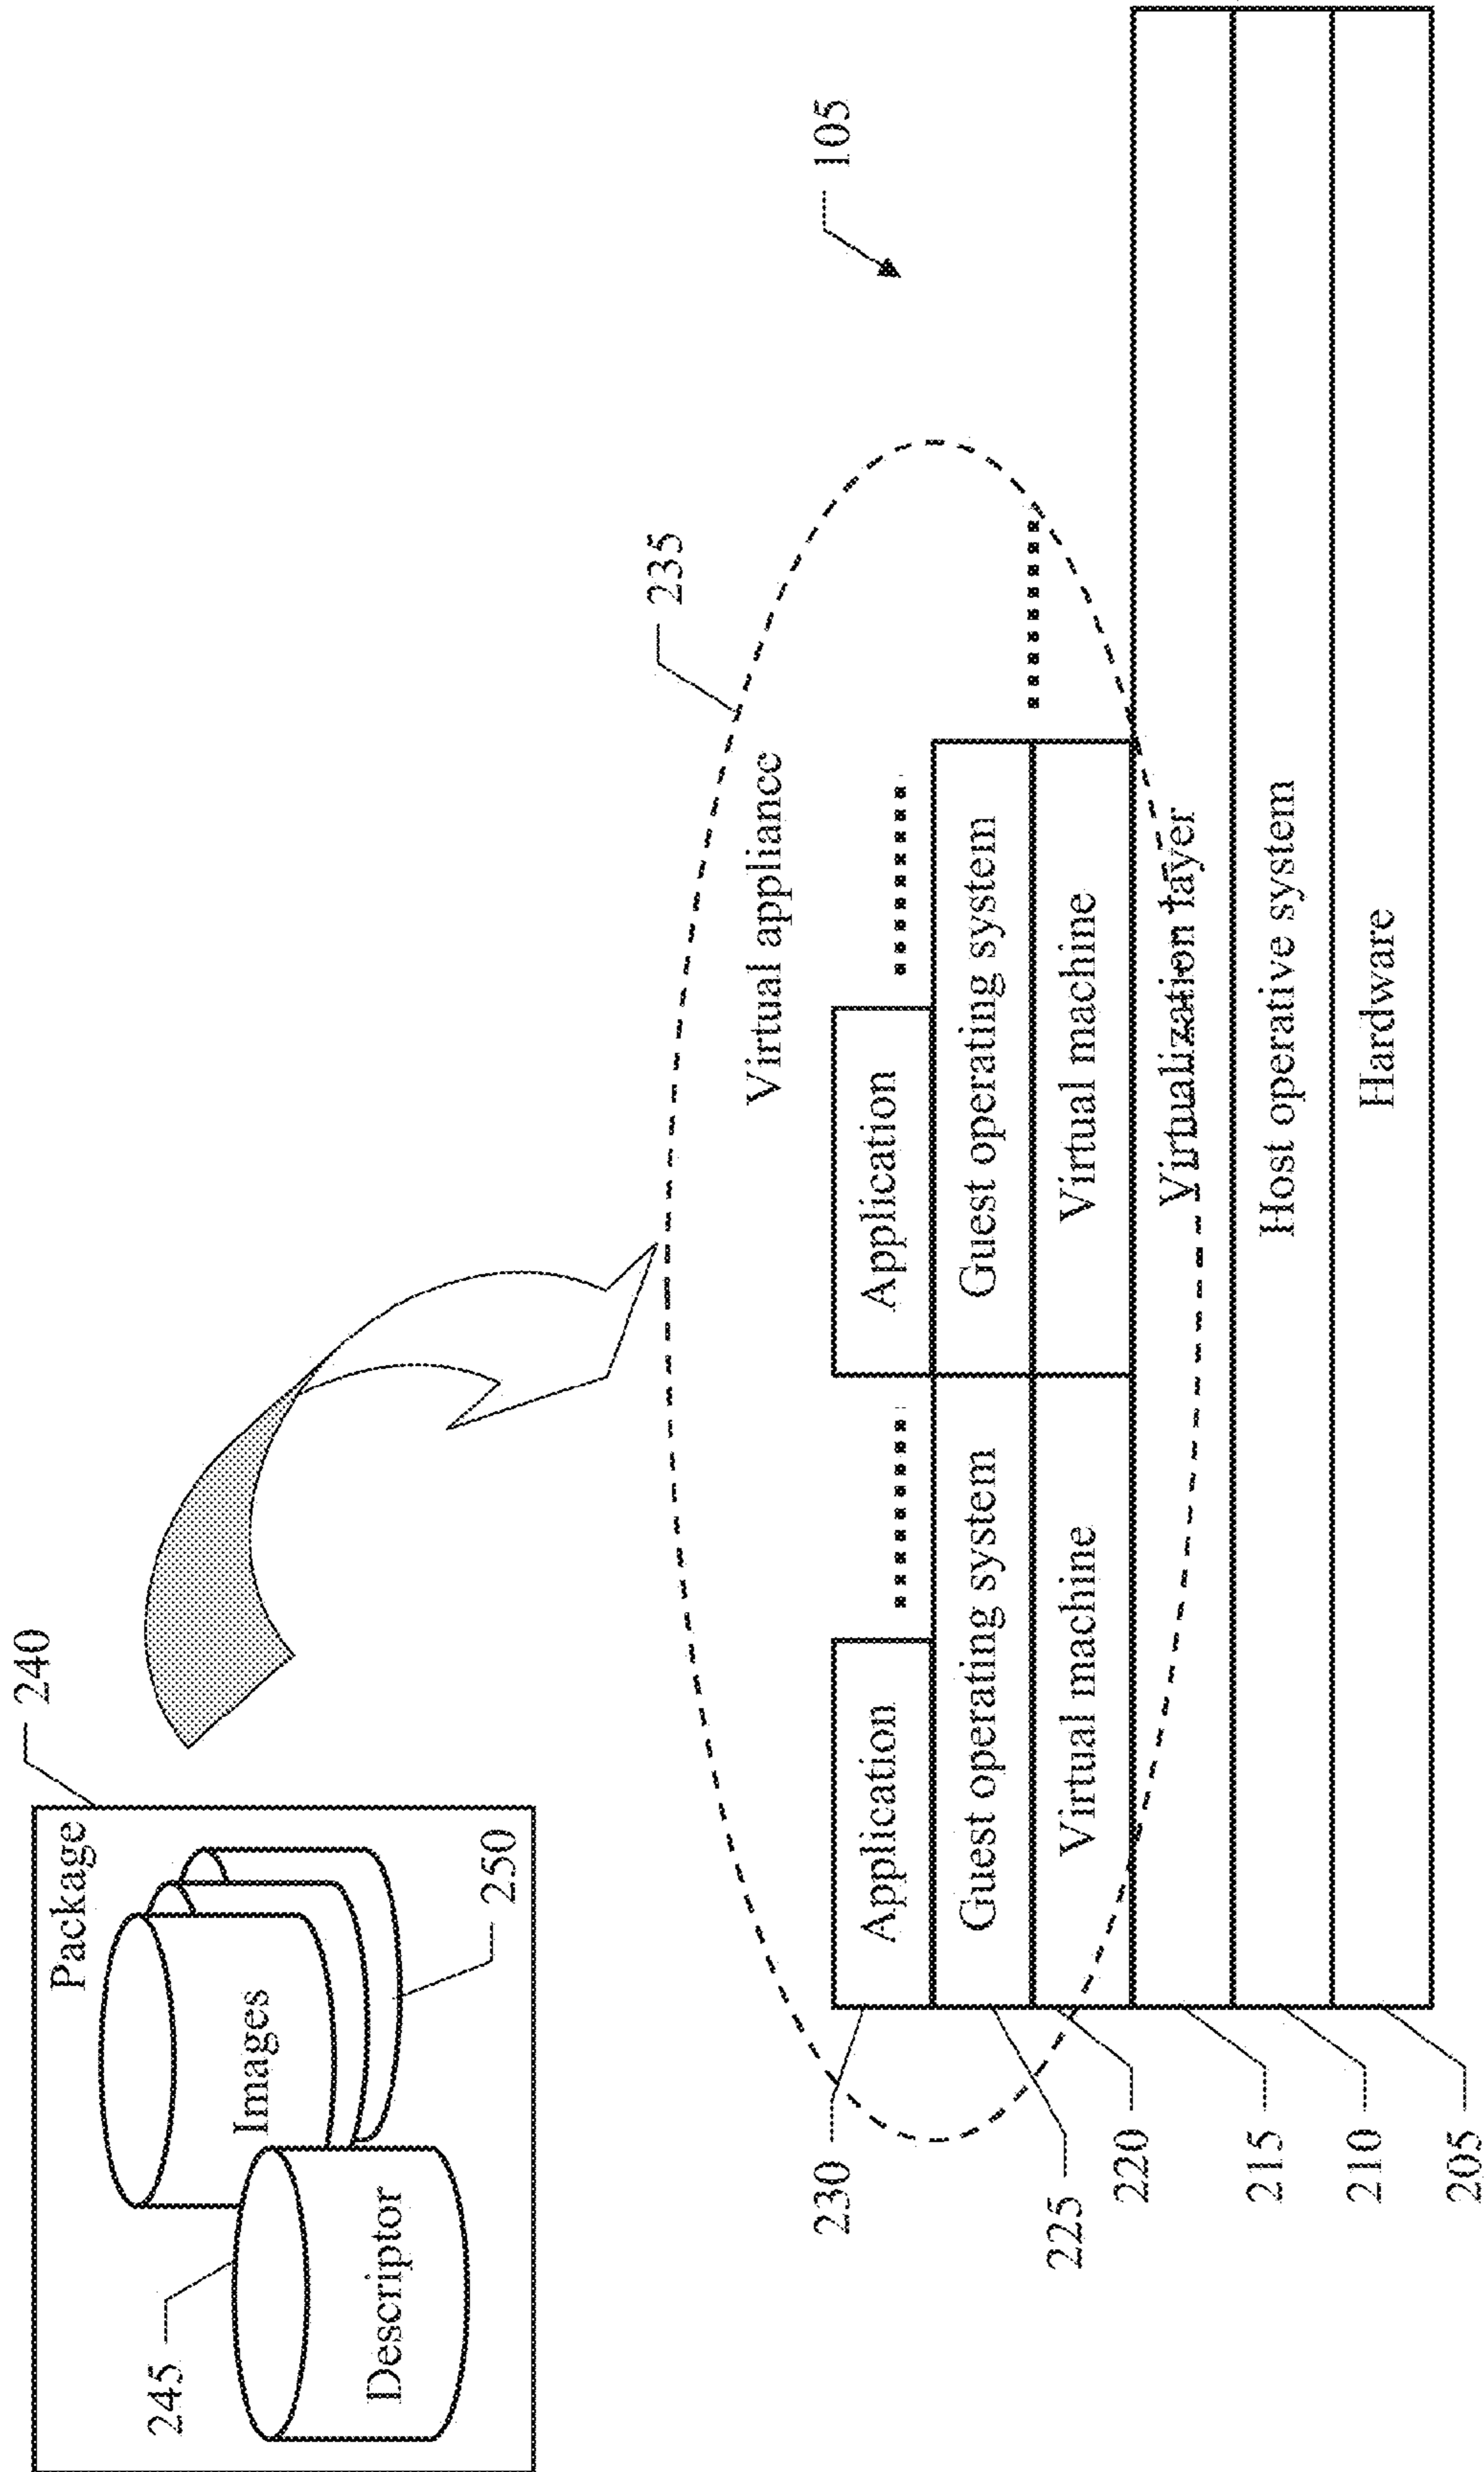 Package
240
245
Images
250
Descriptor
235
105
Virtual appliance
230
Application
Application
225
Guest operating system
Guest operating system
220
Virtual machine
Virtual machine
215
Virtualization layer
210
Host operative system
205
Hardware